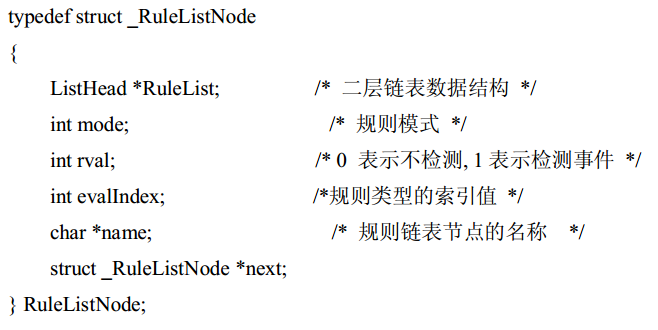 typedef struct _RuleListNode
{
ListHead *RuleList; /* 二层链表数据结构 */
int mode; /* 规则模式 */
int rval; /* 0 表示不检测, 1 表示检测事件 */
int evalIndex; /*规则类型的索引值 */
char *name; /* 规则链表节点的名称 */
struct _RuleListNode *next;
} RuleListNode;